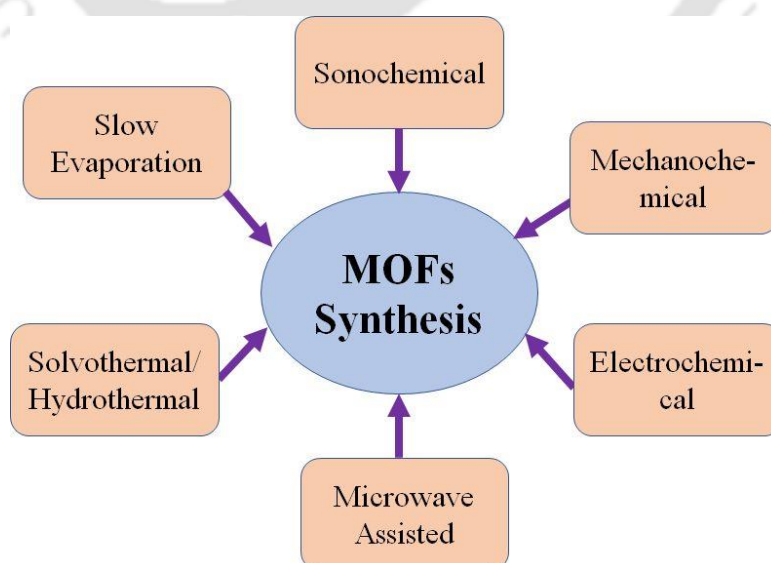 Sonochemical
Slow
Evaporation
Mechanoche-
mical
MOFs
Synthesis
Solvothermal/
Hydrothermal
Electrochemi-
cal
Microwave
Assisted